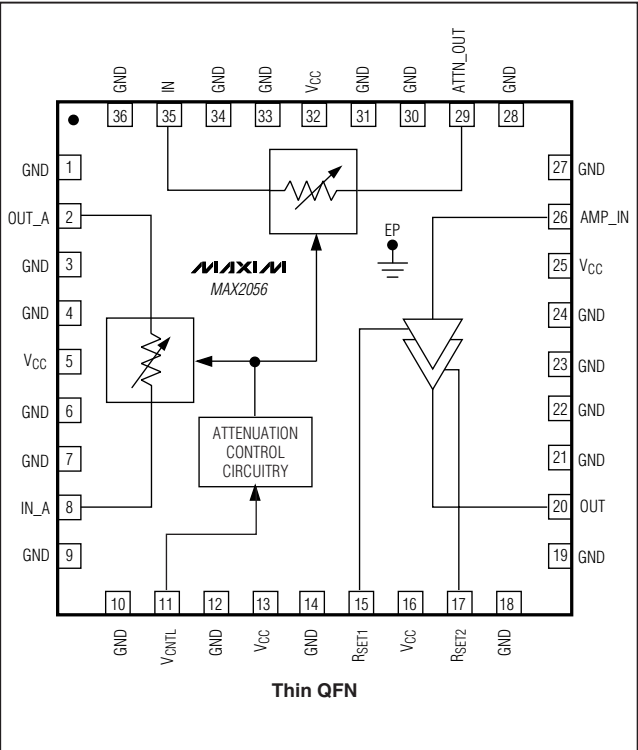 GND
IN
GND
GND
VCC
GND
GND
ATTN_OUT
GND
36
35
34
33
32
31
30
29
28
GND 1
OUT_A 2
GND 3
GND 4
VCC 5
GND 6
GND 7
IN_A 8
GND 9
EP
MAXIM
MAX2056
ATTENUATION
CONTROL
CIRCUITRY
27 GND
26 AMP_IN
25 VCC
24 GND
23 GND
22 GND
21 GND
20 OUT
19 GND
10
11
12
13
14
15
16
17
18
GND
VCNTL
GND
VCC
GND
RSET1
VCC
RSET2
GND
Thin QFN